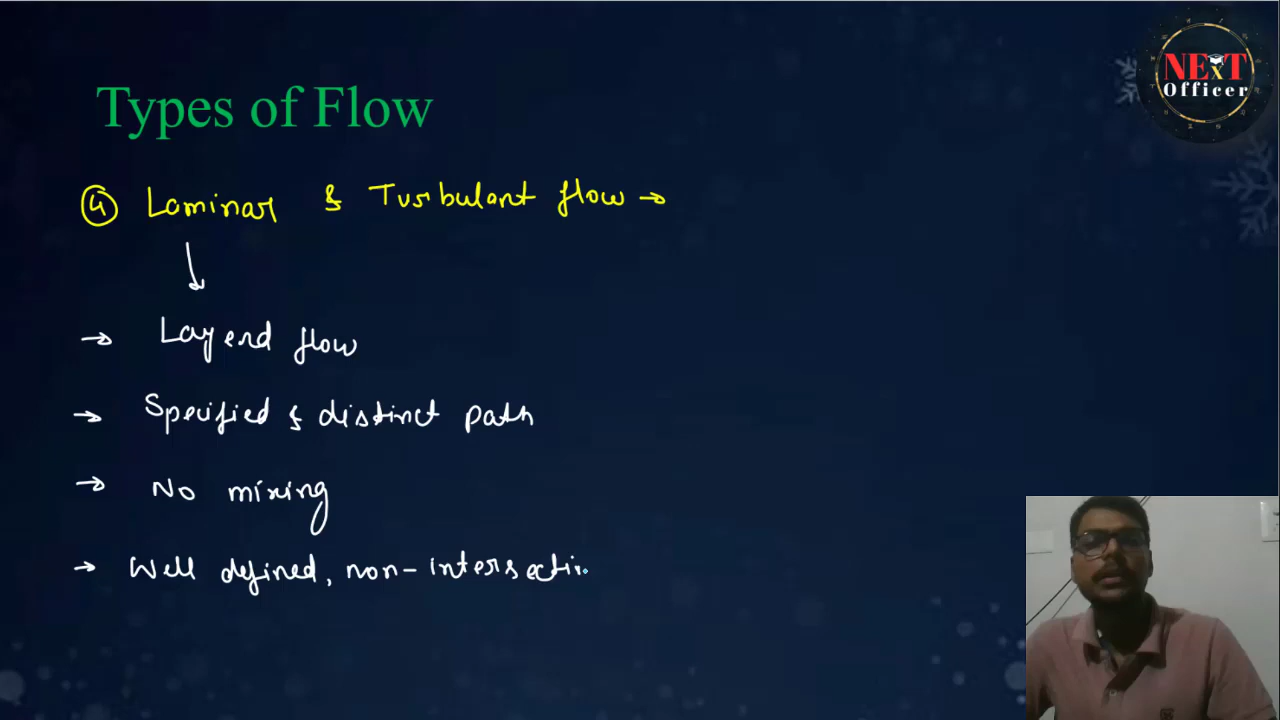 NEXT
Officer
Types of Flow
④ Laminar & Turbulant flow →
→ Layerd flow
→ Specified & distinct path
→ No mixing
→ Well defined, non-intersectin